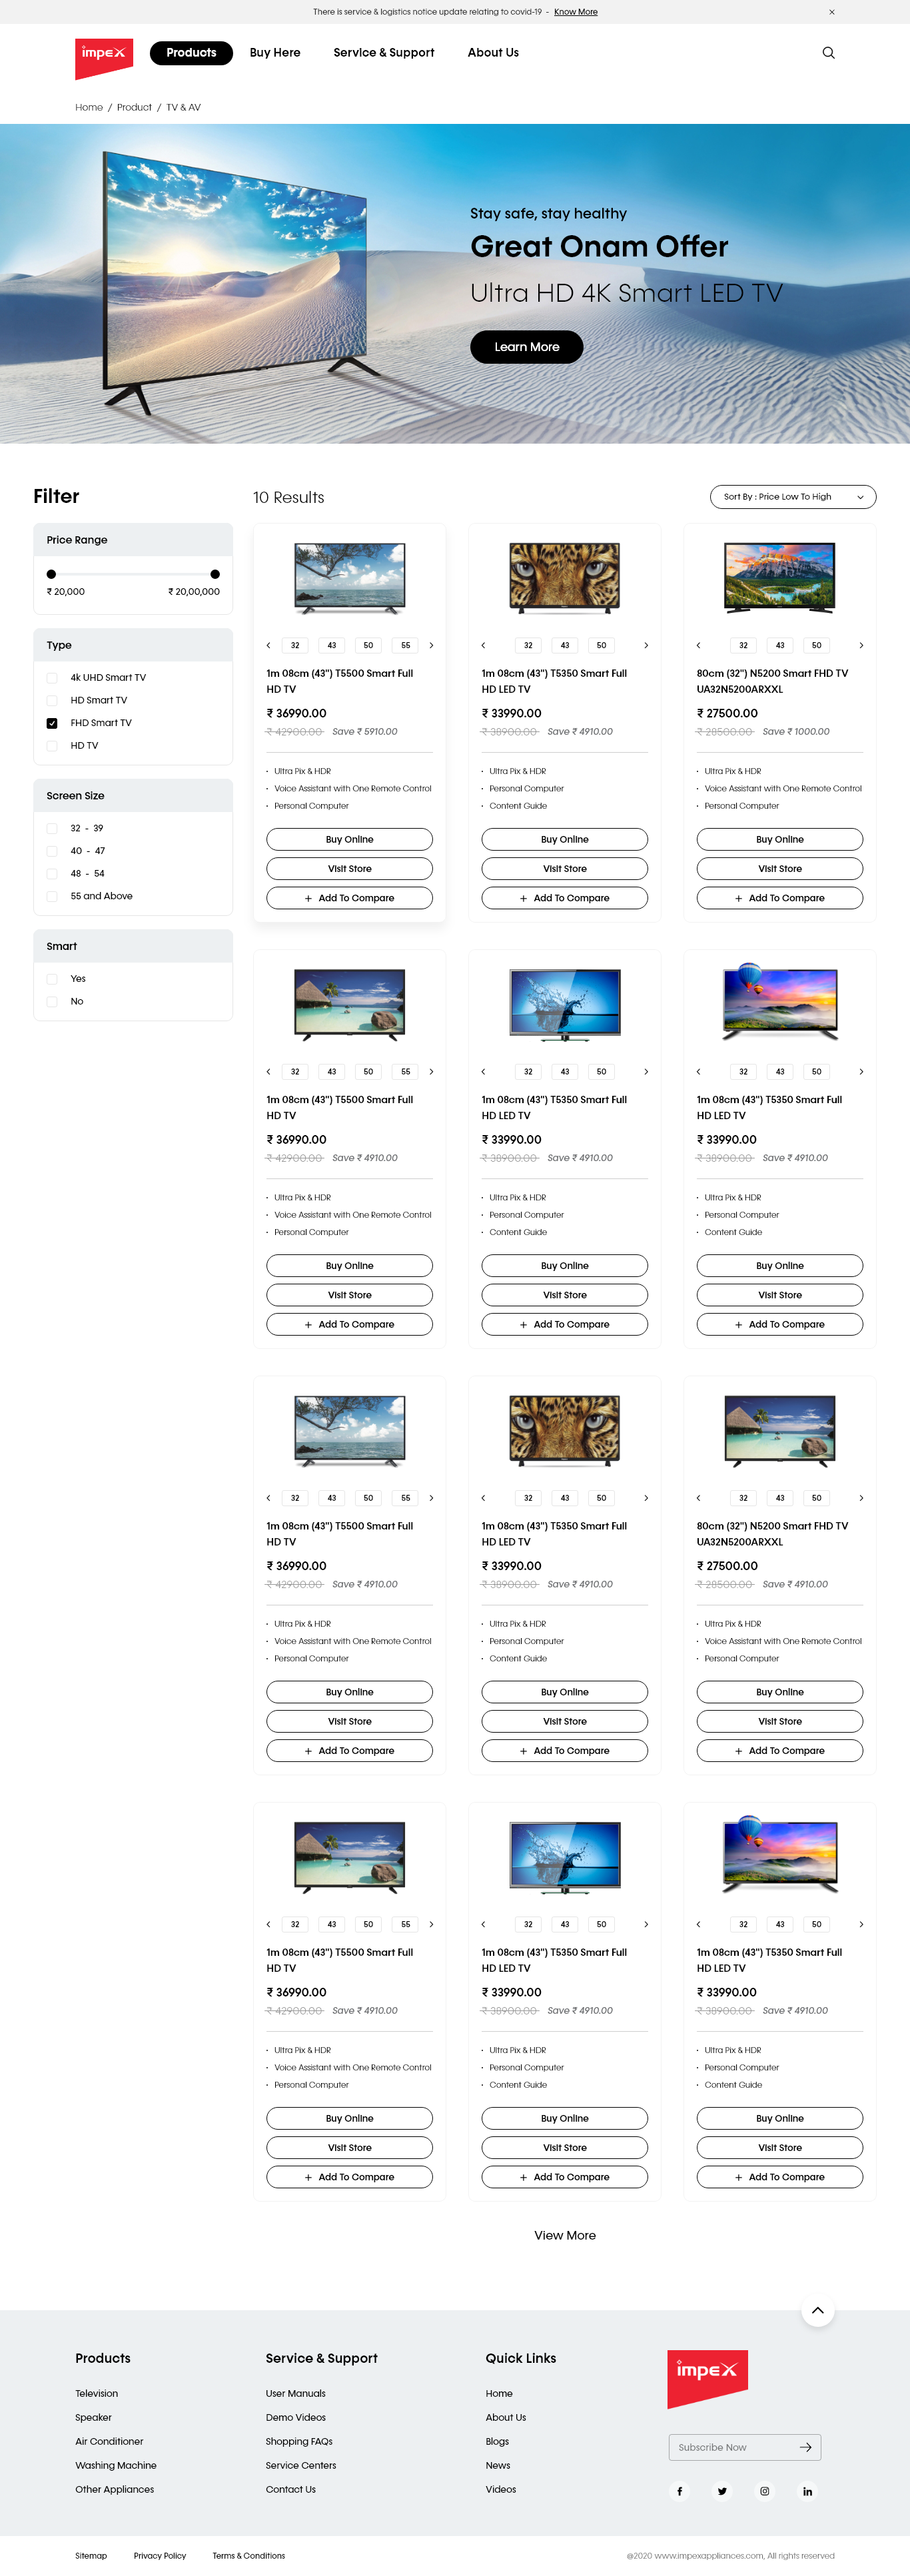 There is service & logistics notice update relating to covid-19 - Know More
impex
Products Buy Here Service & Support About Us
Home / Product / TV & AV
Stay safe, stay healthy
Great Onam Offer
Ultra HD 4K Smart LED TV
Learn More
Filter
Price Range
₹ 20,000 ₹ 20,00,000
Type
4k UHD Smart TV
HD Smart TV
FHD Smart TV
HD TV
Screen Size
32 - 39
40 - 47
48 - 54
55 and Above
Smart
Yes
No
10 Results
Sort By : Price Low To High
32 43 50 55
1m 08cm (43") T5500 Smart Full
HD TV
₹ 36990.00
₹ 42900.00 Save ₹ 5910.00
· Ultra Pix & HDR
· Voice Assistant with One Remote Control
· Personal Computer
Buy Online
Visit Store
+ Add To Compare
32 43 50
1m 08cm (43") T5350 Smart Full
HD LED TV
₹ 33990.00
₹ 38900.00 Save ₹ 4910.00
· Ultra Pix & HDR
· Personal Computer
· Content Guide
Buy Online
Visit Store
+ Add To Compare
32 43 50
80cm (32") N5200 Smart FHD TV
UA32N5200ARXXL
₹ 27500.00
₹ 28500.00 Save ₹ 1000.00
· Ultra Pix & HDR
· Voice Assistant with One Remote Control
· Personal Computer
Buy Online
Visit Store
+ Add To Compare
32 43 50 55
1m 08cm (43") T5500 Smart Full
HD TV
₹ 36990.00
₹ 42900.00 Save ₹ 4910.00
· Ultra Pix & HDR
· Voice Assistant with One Remote Control
· Personal Computer
Buy Online
Visit Store
+ Add To Compare
32 43 50
1m 08cm (43") T5350 Smart Full
HD LED TV
₹ 33990.00
₹ 38900.00 Save ₹ 4910.00
· Ultra Pix & HDR
· Personal Computer
· Content Guide
Buy Online
Visit Store
+ Add To Compare
32 43 50
1m 08cm (43") T5350 Smart Full
HD LED TV
₹ 33990.00
₹ 38900.00 Save ₹ 4910.00
· Ultra Pix & HDR
· Personal Computer
· Content Guide
Buy Online
Visit Store
+ Add To Compare
32 43 50 55
1m 08cm (43") T5500 Smart Full
HD TV
₹ 36990.00
₹ 42900.00 Save ₹ 4910.00
· Ultra Pix & HDR
· Voice Assistant with One Remote Control
· Personal Computer
Buy Online
Visit Store
+ Add To Compare
32 43 50
1m 08cm (43") T5350 Smart Full
HD LED TV
₹ 33990.00
₹ 38900.00 Save ₹ 4910.00
· Ultra Pix & HDR
· Personal Computer
· Content Guide
Buy Online
Visit Store
+ Add To Compare
32 43 50
80cm (32") N5200 Smart FHD TV
UA32N5200ARXXL
₹ 27500.00
₹ 28500.00 Save ₹ 4910.00
· Ultra Pix & HDR
· Voice Assistant with One Remote Control
· Personal Computer
Buy Online
Visit Store
+ Add To Compare
32 43 50 55
1m 08cm (43") T5500 Smart Full
HD TV
₹ 36990.00
₹ 42900.00 Save ₹ 4910.00
· Ultra Pix & HDR
· Voice Assistant with One Remote Control
· Personal Computer
Buy Online
Visit Store
+ Add To Compare
32 43 50
1m 08cm (43") T5350 Smart Full
HD LED TV
₹ 33990.00
₹ 38900.00 Save ₹ 4910.00
· Ultra Pix & HDR
· Personal Computer
· Content Guide
Buy Online
Visit Store
+ Add To Compare
32 43 50
1m 08cm (43") T5350 Smart Full
HD LED TV
₹ 33990.00
₹ 38900.00 Save ₹ 4910.00
· Ultra Pix & HDR
· Personal Computer
· Content Guide
Buy Online
Visit Store
+ Add To Compare
View More
Products
Television
Speaker
Air Conditioner
Washing Machine
Other Appliances
Service & Support
User Manuals
Demo Videos
Shopping FAQs
Service Centers
Contact Us
Quick Links
Home
About Us
Blogs
News
Videos
impex
Subscribe Now
Sitemap Privacy Policy Terms & Conditions
@2020 www.impexappliances.com, All rights reserved